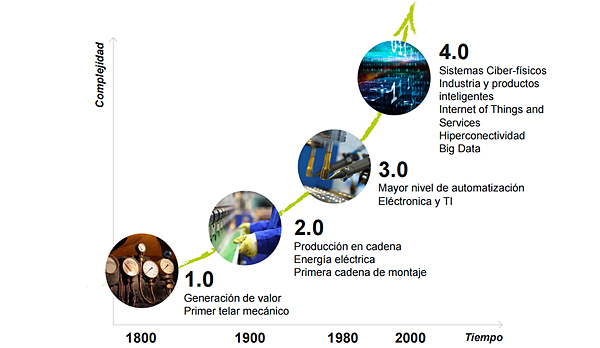 Complejidad
4.0
Sistemas Ciber-físicos
Industria y productos
inteligentes
Internet of Things and
Services
Hiperconectividad
Big Data
3.0
Mayor nivel de automatización
Eléctronica y TI
2.0
Producción en cadena
Energía eléctrica
Primera cadena de montaje
1.0
Generación de valor
Primer telar mecánico
1800
1900
1980
2000
Tiempo